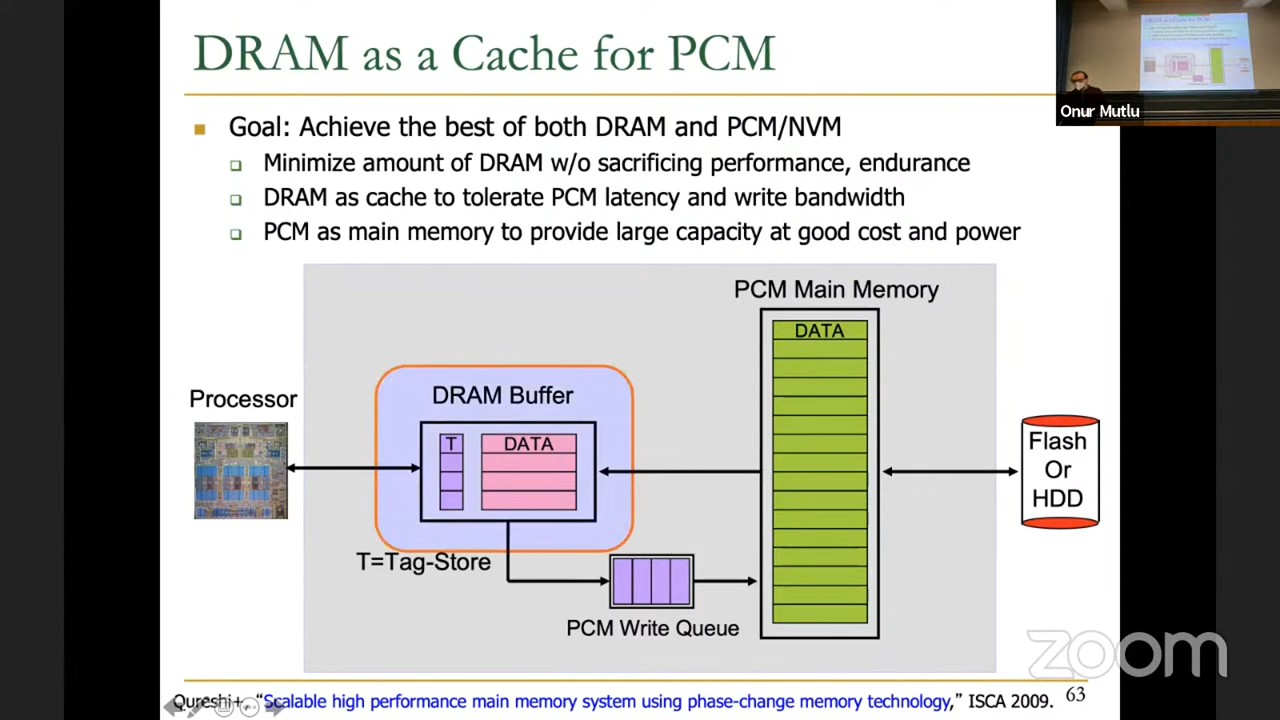 DRAM as a Cache for PCM
Onur Mutlu
Goal: Achieve the best of both DRAM and PCM/NVM
Minimize amount of DRAM w/o sacrificing performance, endurance
DRAM as cache to tolerate PCM latency and write bandwidth
PCM as main memory to provide large capacity at good cost and power
PCM Main Memory
DATA
Processor
DRAM Buffer
T
DATA
Flash
Or
HDD
T=Tag-Store
PCM Write Queue
zoom
Qureshi+, “Scalable high performance main memory system using phase-change memory technology,” ISCA 2009.
63